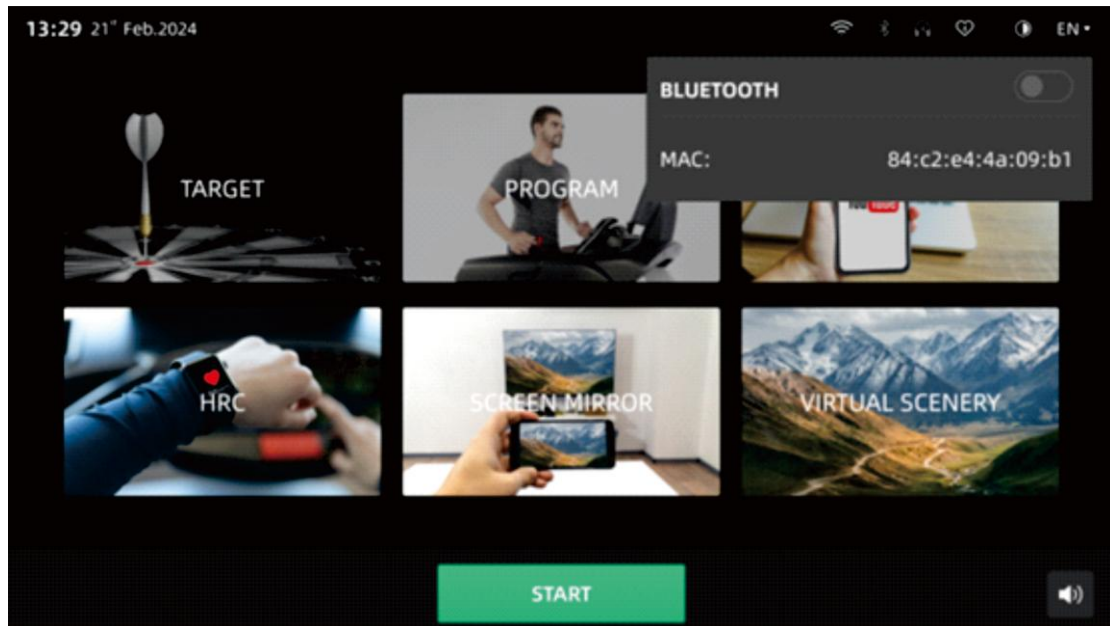 13:29 21st Feb.2024
EN
BLUETOOTH
MAC: 84:c2:e4:4a:09:b1
TARGET
PROGRAM
HRC
SCREEN MIRROR
VIRTUAL SCENERY
START